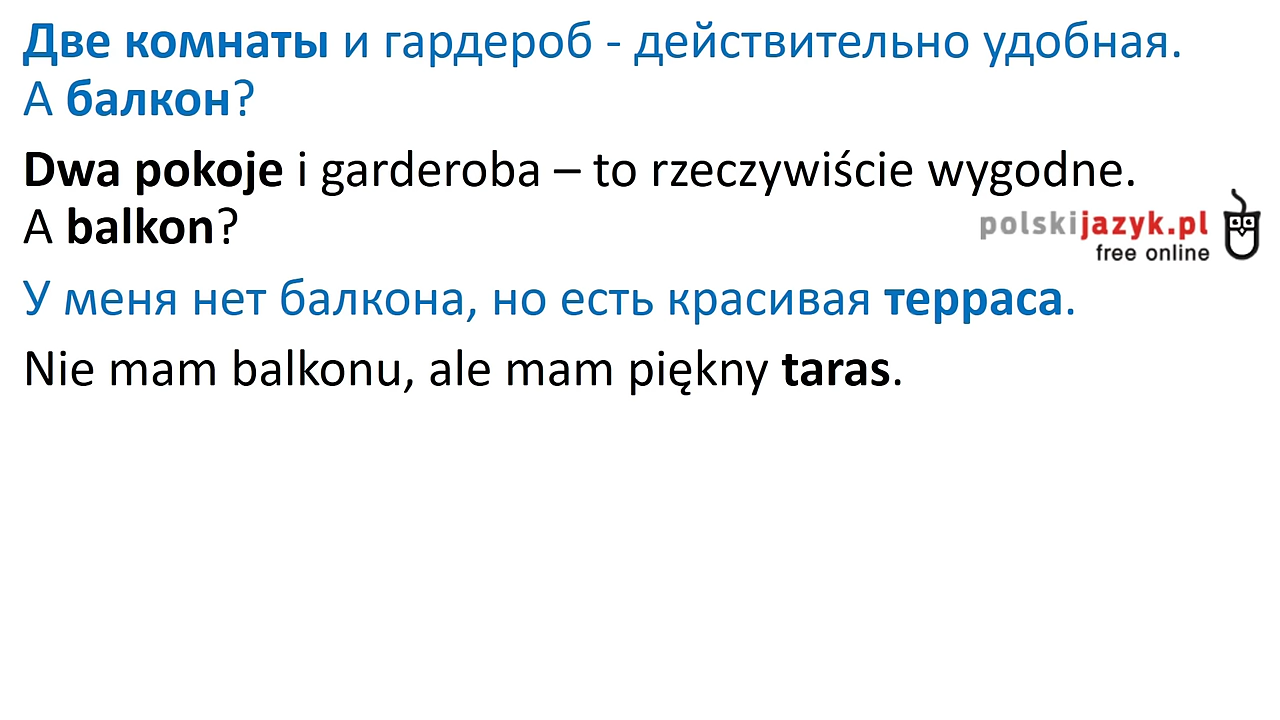 Две комнаты и гардероб - действительно удобная.
А балкон?
Dwa pokoje i garderoba – to rzeczywiście wygodne.
A balkon?
polskijazyk.pl
free online
У меня нет балкона, но есть красивая терраса.
Nie mam balkonu, ale mam piękny taras.